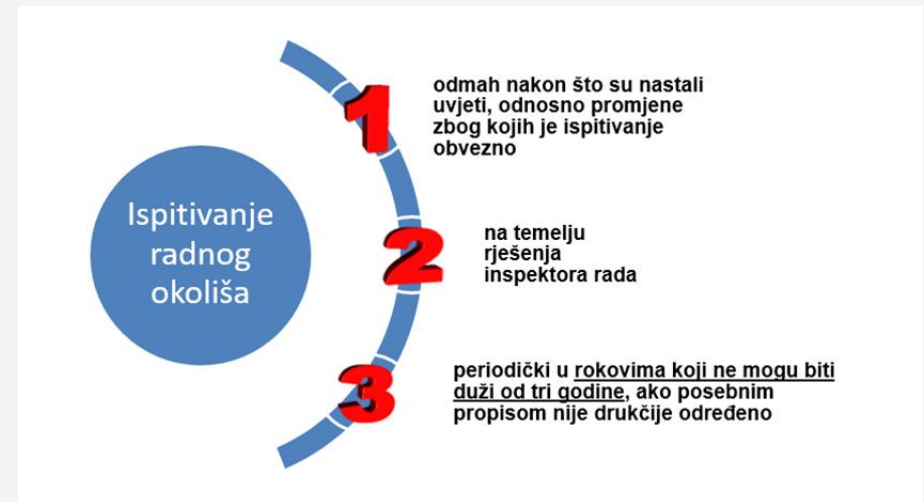 Ispitivanje
radnog
okoliša
1
odmah nakon što su nastali
uvjeti, odnosno promjene
zbog kojih je ispitivanje
obvezno
2
na temelju
rješenja
inspektora rada
3
periodički u rokovima koji ne mogu biti
duži od tri godine, ako posebnim
propisom nije drukčije određeno